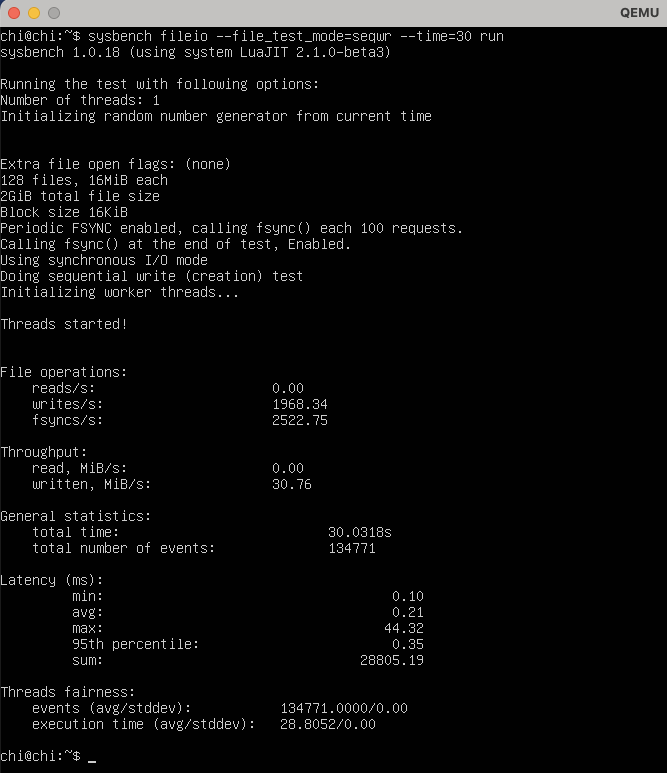 QEMU
chi@chi:~$ sysbench fileio --file_test_mode=seqwr --time=30 run
sysbench 1.0.18 (using system LuaJIT 2.1.0-beta3)
Running the test with following options:
Number of threads: 1
Initializing random number generator from current time
Extra file open flags: (none)
128 files, 16MiB each
2GiB total file size
Block size 16KiB
Periodic FSYNC enabled, calling fsync() each 100 requests.
Calling fsync() at the end of test, Enabled.
Using synchronous I/O mode
Doing sequential write (creation) test
Initializing worker threads...
Threads started!
File operations:
reads/s: 0.00
writes/s: 1968.34
fsyncs/s: 2522.75
Throughput:
read, MiB/s: 0.00
written, MiB/s: 30.76
General statistics:
total time: 30.0318s
total number of events: 134771
Latency (ms):
min: 0.10
avg: 0.21
max: 44.32
95th percentile: 0.35
sum: 28805.19
Threads fairness:
events (avg/stddev): 134771.0000/0.00
execution time (avg/stddev): 28.8052/0.00
chi@chi:~$ _